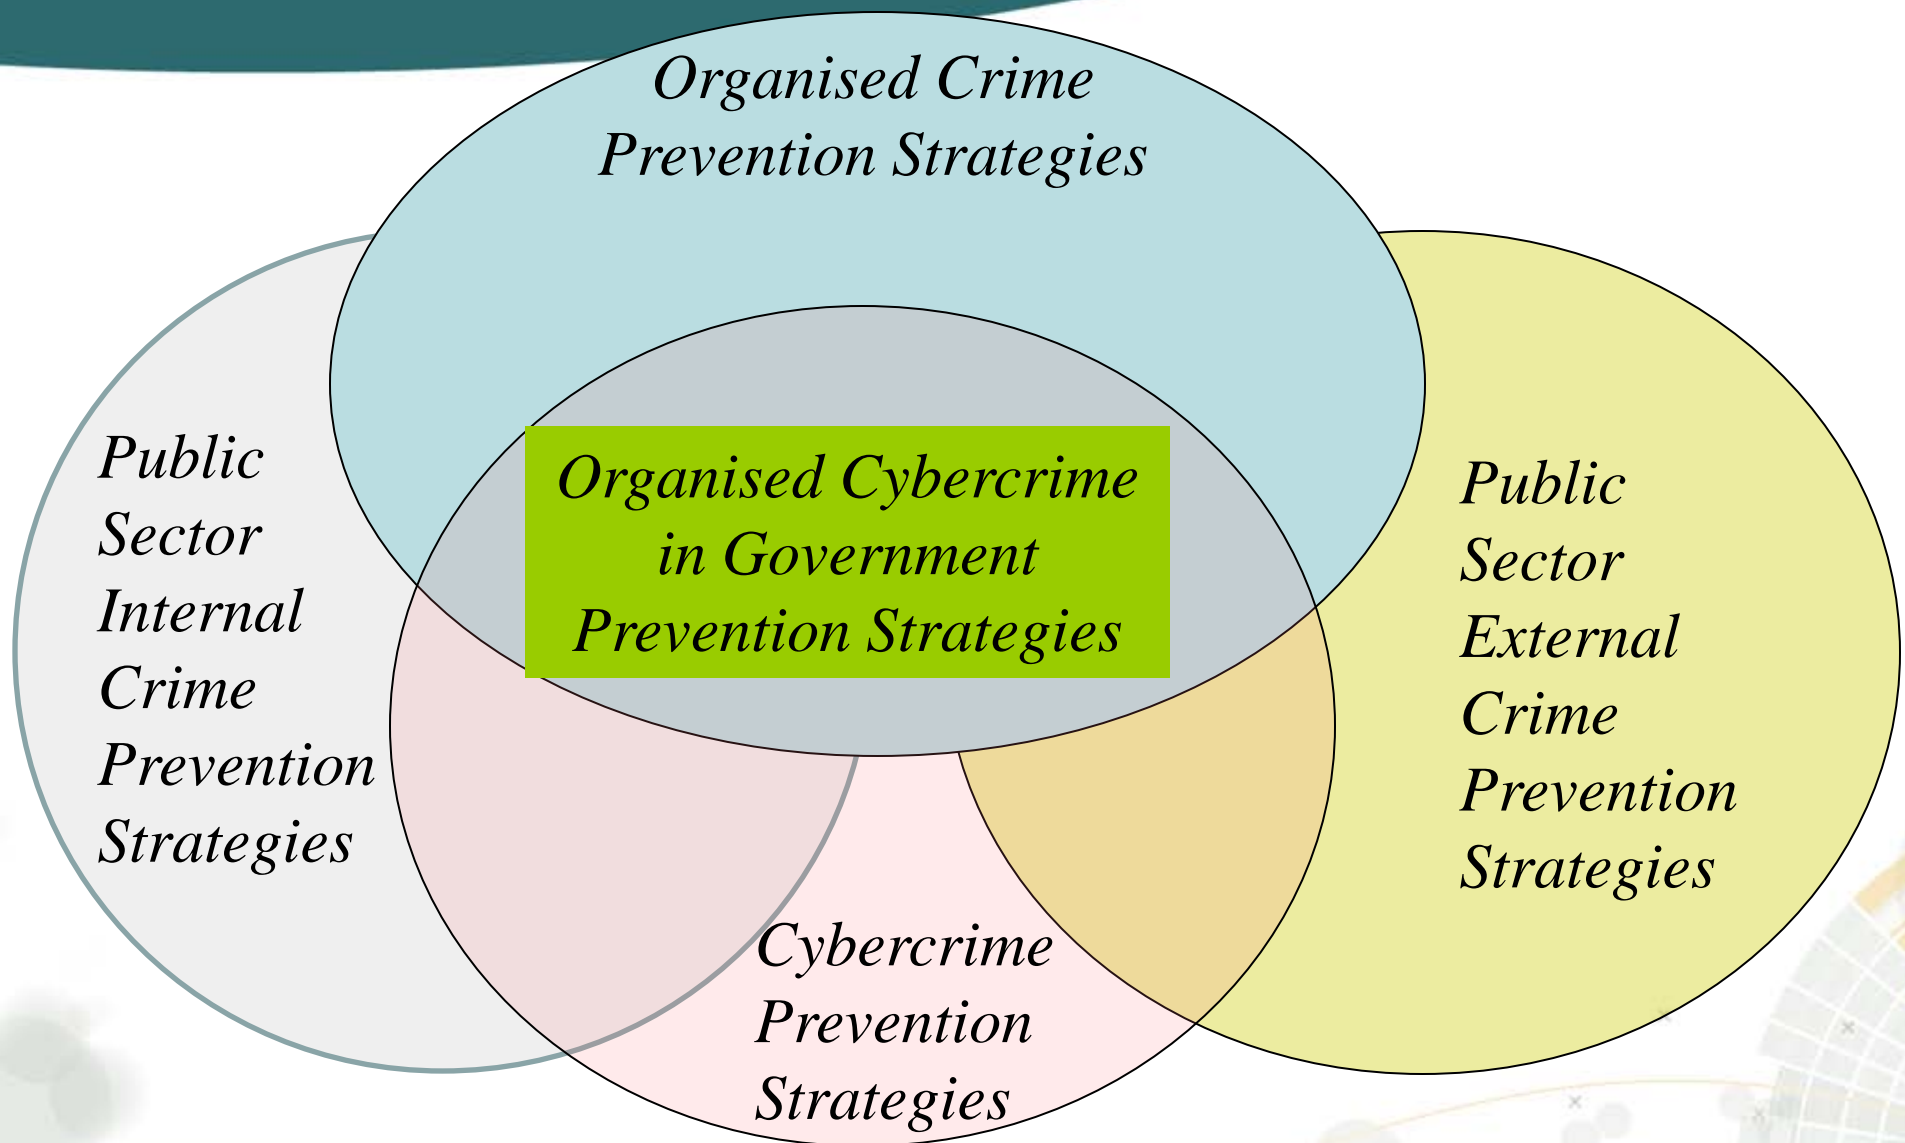 Organised Crime
Prevention Strategies
Public
Sector
Internal
Crime
Prevention
Strategies
Organised Cybercrime
in Government
Prevention Strategies
Public
Sector
External
Crime
Prevention
Strategies
Cybercrime
Prevention
Strategies